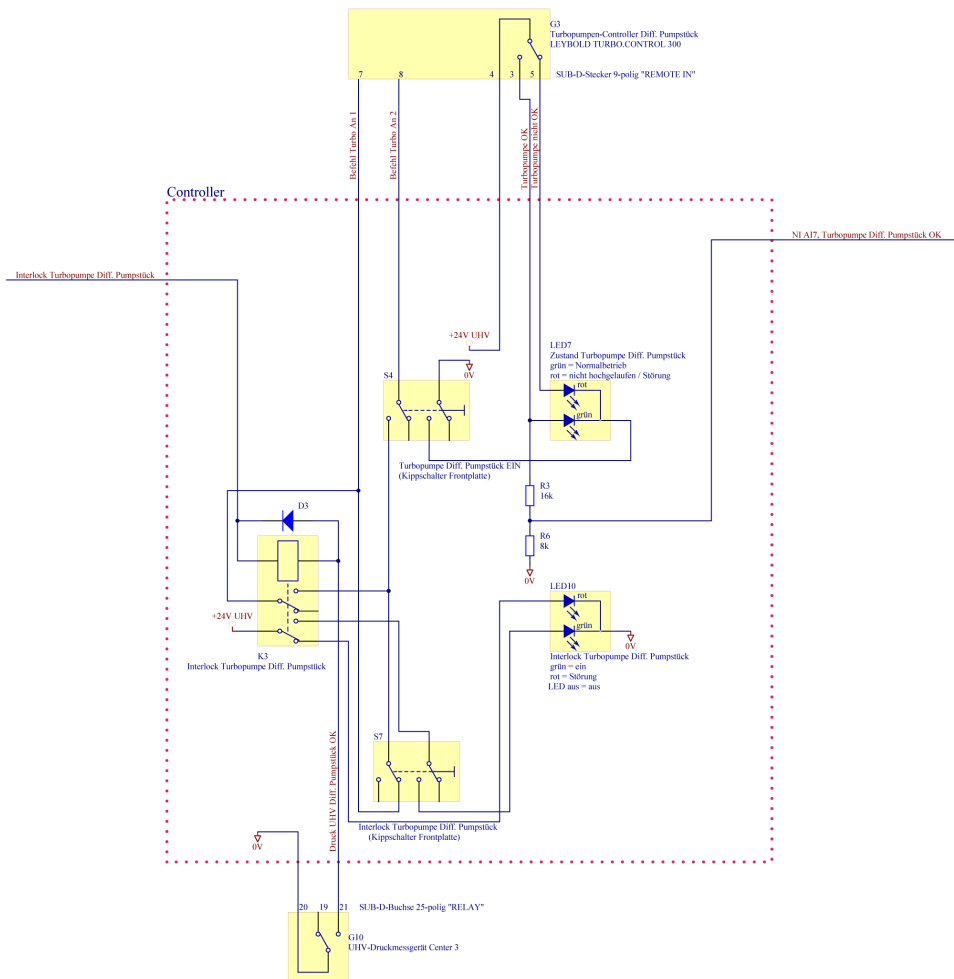 G3
Turbopumpen-Controller Diff. Pumpstück
LEYBOLD TURBO.CONTROL 300
7
8
4
3
5
SUB-D-Stecker 9-polig "REMOTE IN"
Befehl Turbo An 1
Befehl Turbo An 2
Turbopumpe OK
Turbopumpe nicht OK
Controller
NI AI7, Turbopumpe Diff. Pumpstück OK
Interlock Turbopumpe Diff. Pumpstück
+24V UHV
LED7
Zustand Turbopumpe Diff. Pumpstück
grün = Normalbetrieb
rot = nicht hochgelaufen / Störung
S4
0V
rot
grün
Turbopumpe Diff. Pumpstück EIN
(Kippschalter Frontplatte)
R3
16k
D3
R6
8k
0V
LED10
rot
+24V UHV
grün
0V
K3
Interlock Turbopumpe Diff. Pumpstück
Interlock Turbopumpe Diff. Pumpstück
grün = ein
rot = Störung
LED aus = aus
S7
Druck UHV Diff. Pumpstück OK
Interlock Turbopumpe Diff. Pumpstück
(Kippschalter Frontplatte)
0V
20
19
21
SUB-D-Buchse 25-polig "RELAY"
G10
UHV-Druckmessgerät Center 3